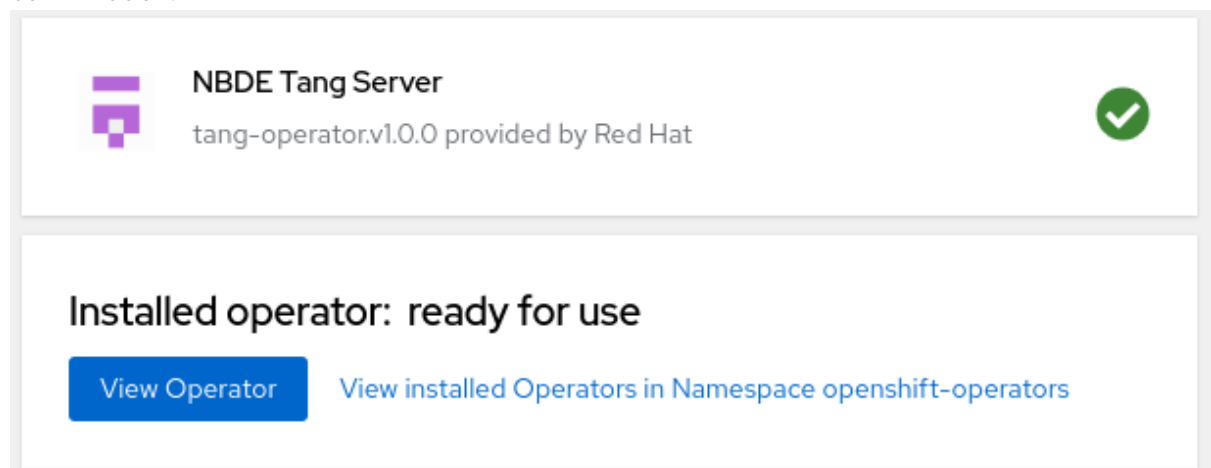 NBDE Tang Server
tang-operator.v1.0.0 provided by Red Hat
Installed operator: ready for use
View Operator
View installed Operators in Namespace openshift-operators